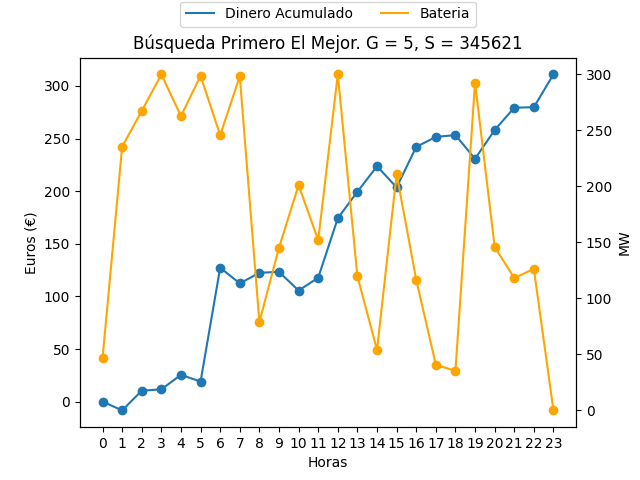 Dinero Acumulado Bateria
Búsqueda Primero El Mejor. G = 5, S = 345621
300
250
200
150
100
50
0
Euros (€)
300
250
200
150
100
50
0
MW
0 1 2 3 4 5 6 7 8 9 10 11 12 13 14 15 16 17 18 19 20 21 22 23
Horas